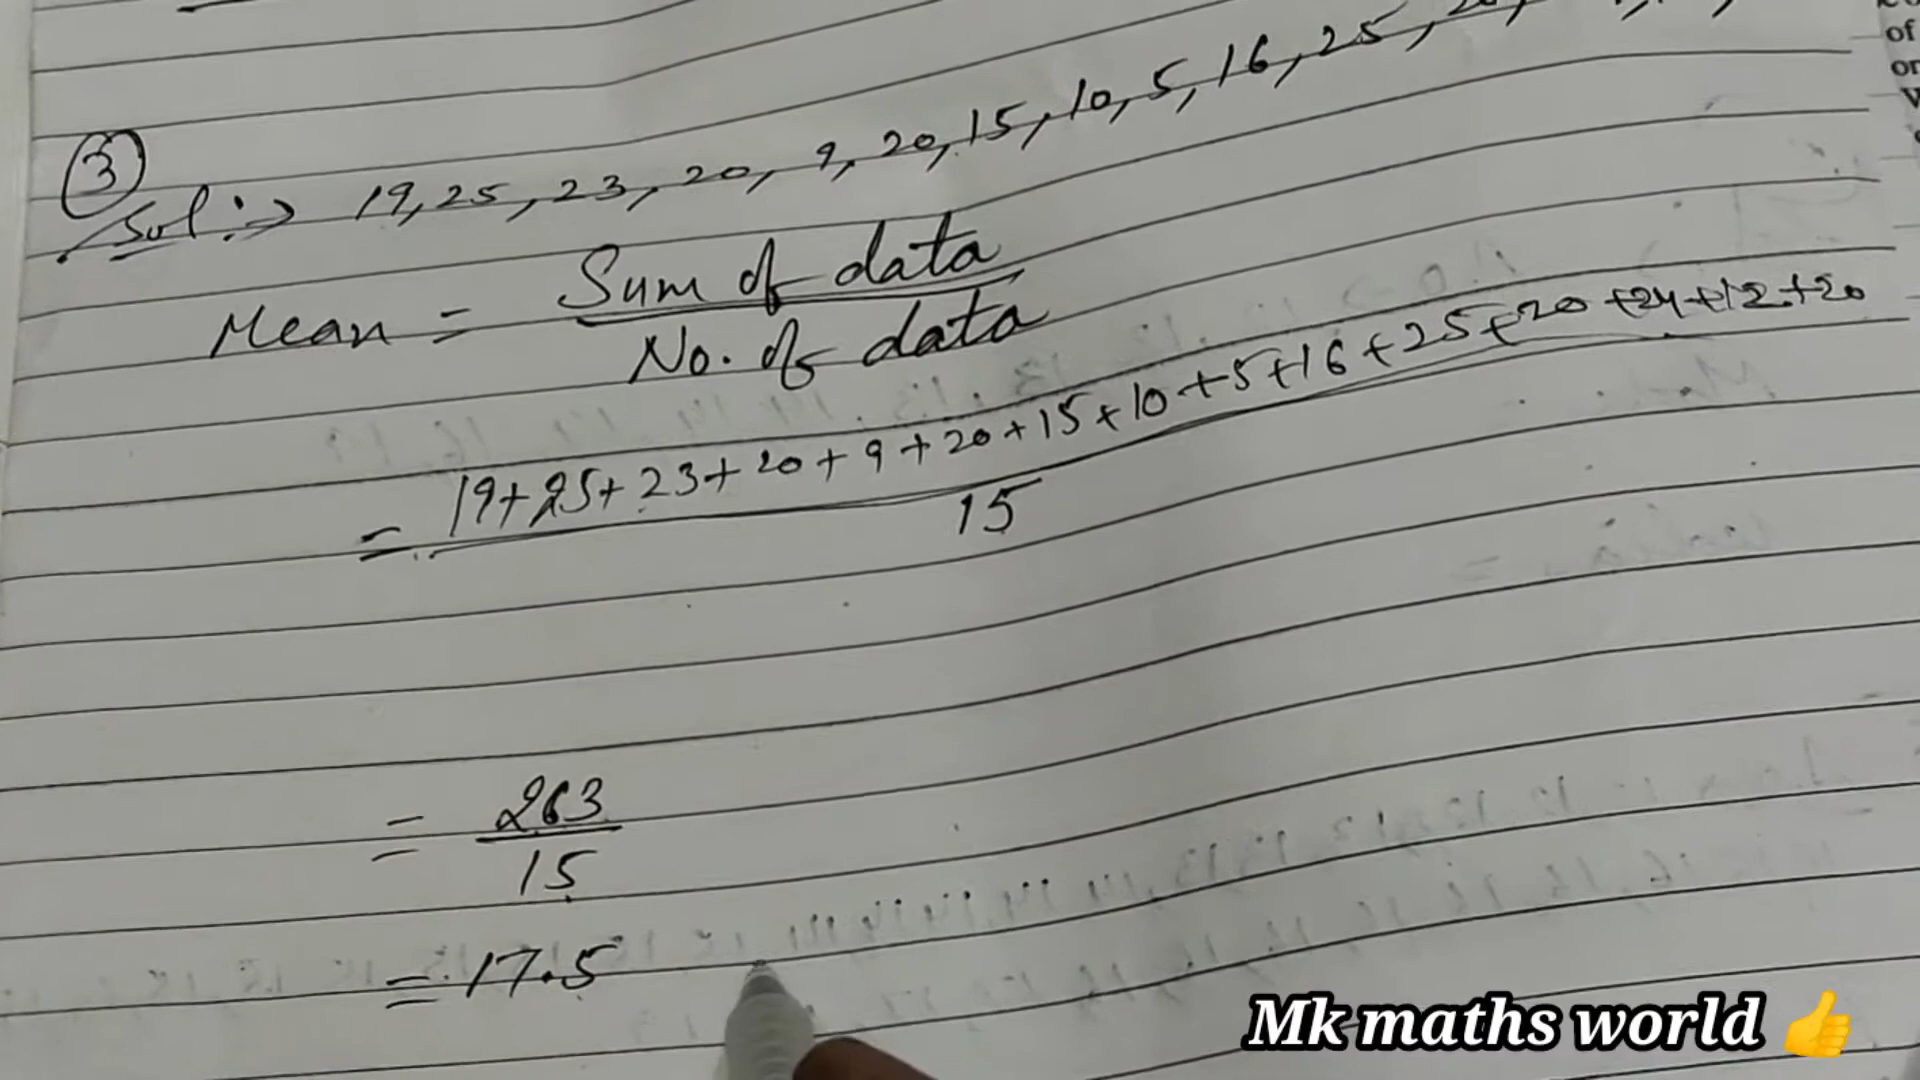 3
Sol:-> 19, 25, 23, 20, 9, 20, 15, 10, 5, 16, 25,
Mean = Sum of data
No. of data
= 19+25+23+20+9+20+15+10+5+16+25+20+24+12+20
15
= 263
15
= 17.5
Mk maths world 👍
of